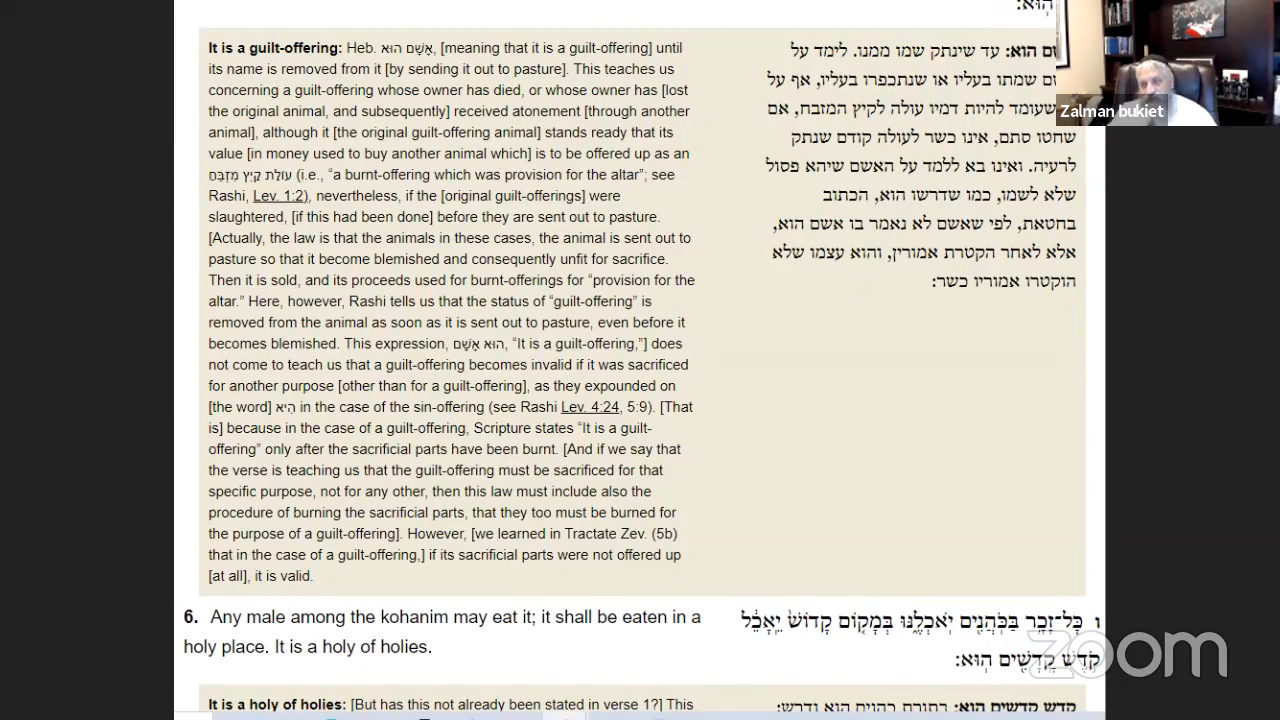 הוּא:
It is a guilt-offering: Heb. אָשָׁם הוּא, [meaning that it is a guilt-offering] until
its name is removed from it [by sending it out to pasture]. This teaches us
concerning a guilt-offering whose owner has died, or whose owner has [lost
the original animal, and subsequently] received atonement [through another
animal], although it [the original guilt-offering animal] stands ready that its
value [in money used to buy another animal which] is to be offered up as an
עוֹלַת קַיִץ מִזְבֵּחַ (i.e., “a burnt-offering which was provision for the altar”; see
Rashi, Lev. 1:2), nevertheless, if the [original guilt-offerings] were
slaughtered, [if this had been done] before they are sent out to pasture.
[Actually, the law is that the animals in these cases, the animal is sent out to
pasture so that it become blemished and consequently unfit for sacrifice.
Then it is sold, and its proceeds used for burnt-offerings for “provision for the
altar.” Here, however, Rashi tells us that the status of “guilt-offering” is
removed from the animal as soon as it is sent out to pasture, even before it
becomes blemished. This expression, הוּא אָשָׁם, “It is a guilt-offering,”] does
not come to teach us that a guilt-offering becomes invalid if it was sacrificed
for another purpose [other than for a guilt-offering], as they expounded on
[the word] הִיא in the case of the sin-offering (see Rashi Lev. 4:24, 5:9). [That
is] because in the case of a guilt-offering, Scripture states “It is a guilt-
offering” only after the sacrificial parts have been burnt. [And if we say that
the verse is teaching us that the guilt-offering must be sacrificed for that
specific purpose, not for any other, then this law must include also the
procedure of burning the sacrificial parts, that they too must be burned for
the purpose of a guilt-offering]. However, [we learned in Tractate Zev. (5b)
that in the case of a guilt-offering,] if its sacrificial parts were not offered up
[at all], it is valid.
הוא: עד שינתק שמו ממנו. לימד על
שמתו בעליו או שנתכפרו בעליו, אף על
שעומד להיות דמיו עולה לקיץ המזבח, אם
שחטו סתם, אינו כשר לעולה קודם שנתק
לרעיה. ואינו בא ללמד על האשם שיהא פסול
שלא לשמו, כמו שדרשו הוא, הכתוב
בחטאת, לפי שאשם לא נאמר בו אשם הוא,
אלא לאחר הקטרת אמורין, והוא עצמו שלא
הוקטרו אמוריו כשר:
Zalman bukiet
6. Any male among the kohanim may eat it; it shall be eaten in a
holy place. It is a holy of holies.
ו כָּל־זָכָ֥ר בַּכֹּֽהֲנִ֖ים יֹֽאכְלֶ֑נּוּ בְּמָק֤וֹם קָדוֹשׁ֙ יֵֽאָכֵ֔ל
קֹ֥דֶשׁ קָֽדָשִׁ֖ים הֽוּא:
zoom
It is a holy of holies: [But has this not already been stated in verse 1?] This
קדש קדשים הוא: בתורת כהנים הוא נדרש: